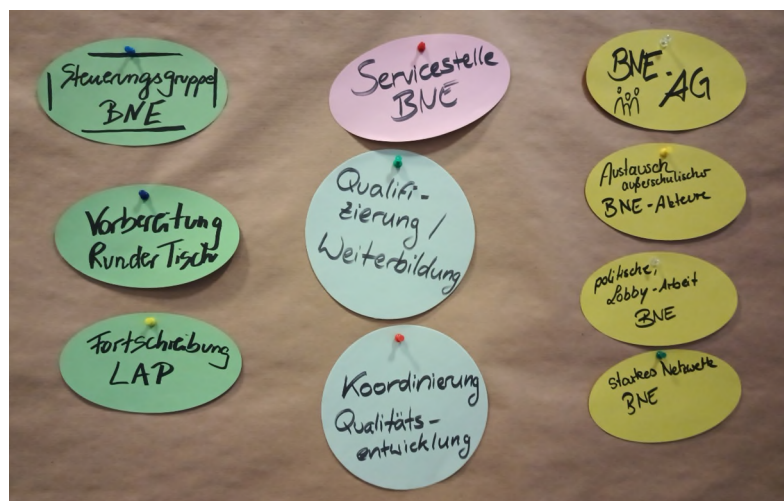 Steuerungsgruppe
BNE
Vorbereitung
Runder Tisch
Fortschreibung
LAP
Servicestelle
BNE
Qualifi-
zierung /
Weiterbildung
Koordinierung
Qualitäts-
entwicklung
BNE-
AG
Austausch
außerschulischer
BNE-Akteure
politische
Lobby-Arbeit
BNE
starkes Netzwerk
BNE